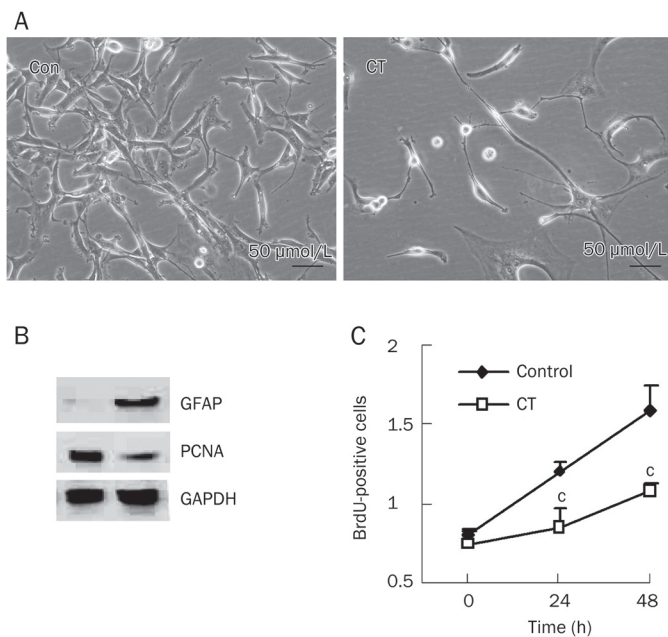 A
Con
50 µmol/L
CT
50 µmol/L
B
GFAP
PCNA
GAPDH
C
2
1.5
1
0.5
BrdU-positive cells
Control
CT
c
c
0
24
48
Time (h)